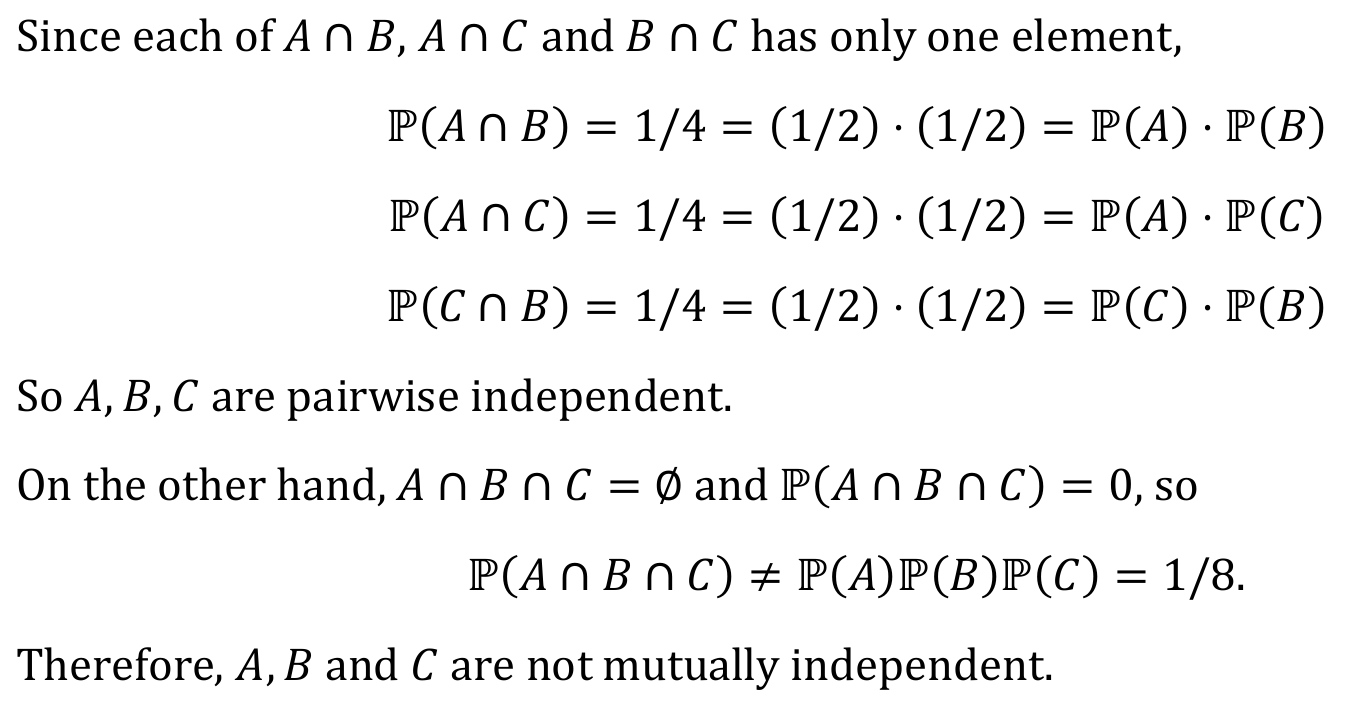 Since each of A ∩ B, A ∩ C and B ∩ C has only one element,
ℙ(A ∩ B) = 1/4 = (1/2) · (1/2) = ℙ(A) · ℙ(B)
ℙ(A ∩ C) = 1/4 = (1/2) · (1/2) = ℙ(A) · ℙ(C)
ℙ(C ∩ B) = 1/4 = (1/2) · (1/2) = ℙ(C) · ℙ(B)
So A, B, C are pairwise independent.
On the other hand, A ∩ B ∩ C = ∅ and ℙ(A ∩ B ∩ C) = 0, so
ℙ(A ∩ B ∩ C) ≠ ℙ(A)ℙ(B)ℙ(C) = 1/8.
Therefore, A, B and C are not mutually independent.